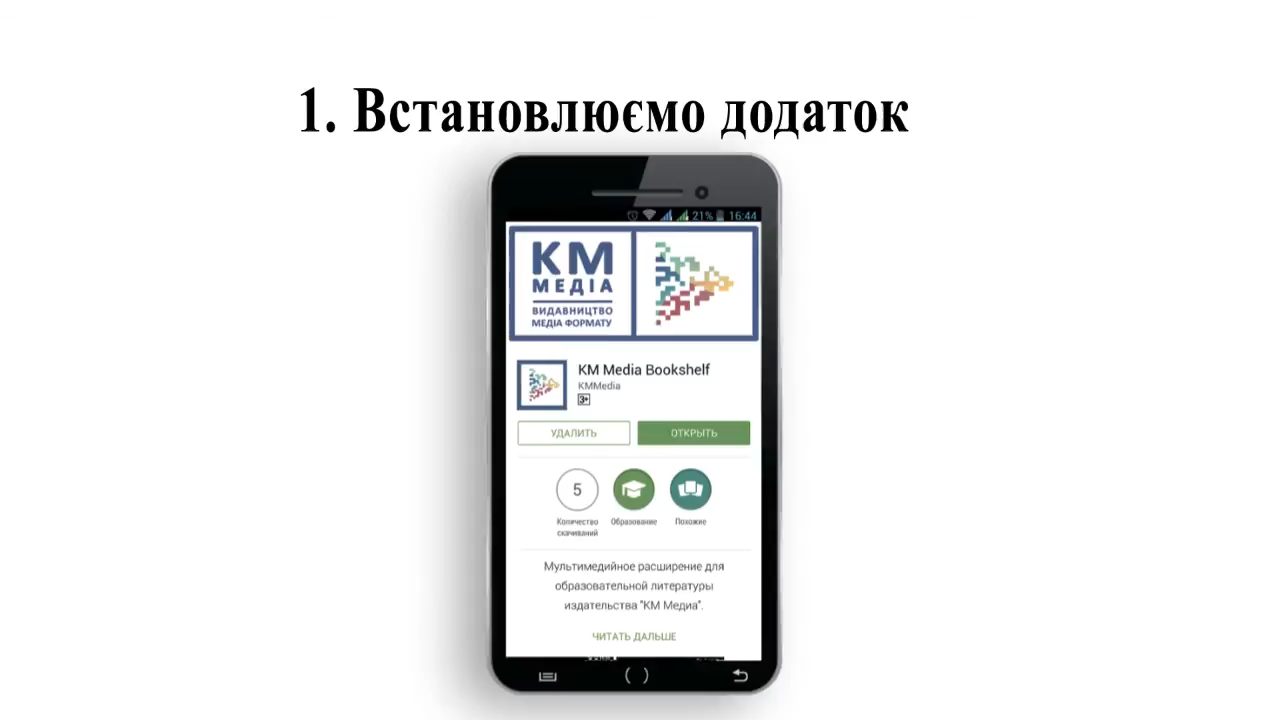 1. Встановлюємо додаток
21% 16:44
КМ
МЕДІА
ВИДАВНИЦТВО
МЕДІА ФОРМАТУ
KM Media Bookshelf
KMMedia
3+
УДАЛИТЬ ОТКРЫТЬ
5
Количество
скачиваний
Образование
Похожие
Мультимедийное расширение для
образовательной литературы
издательства "КМ Медиа".
ЧИТАТЬ ДАЛЬШЕ